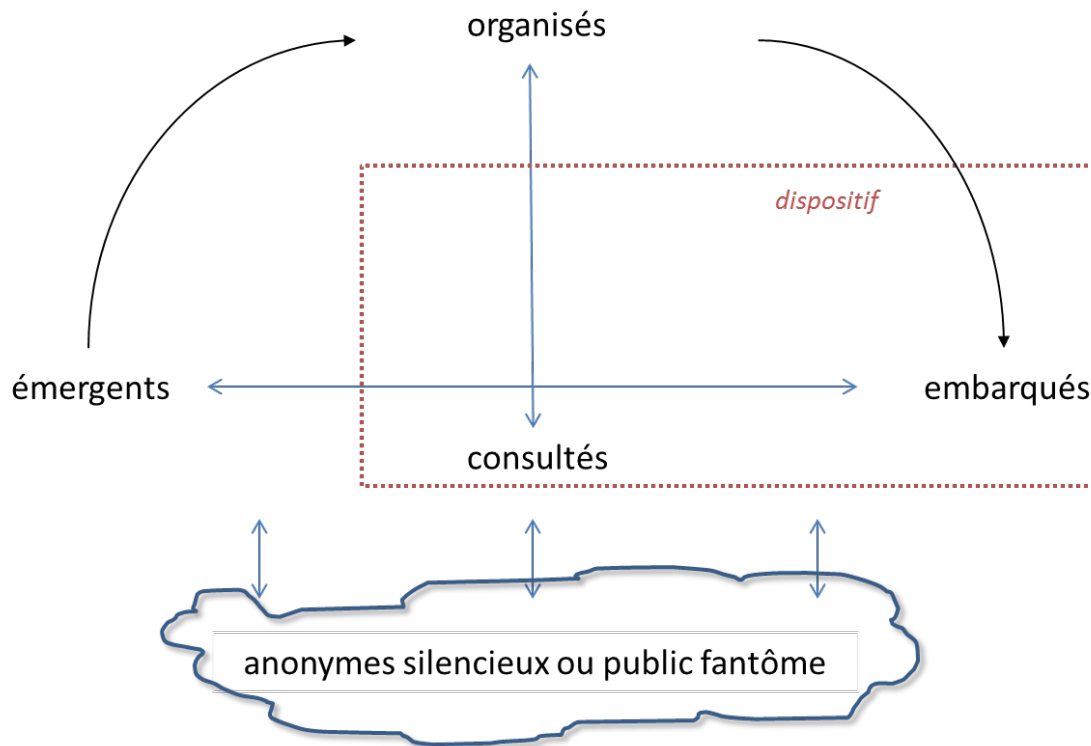 organisés
dispositif
émergents
embarqués
consultés
anonymes silencieux ou public fantôme